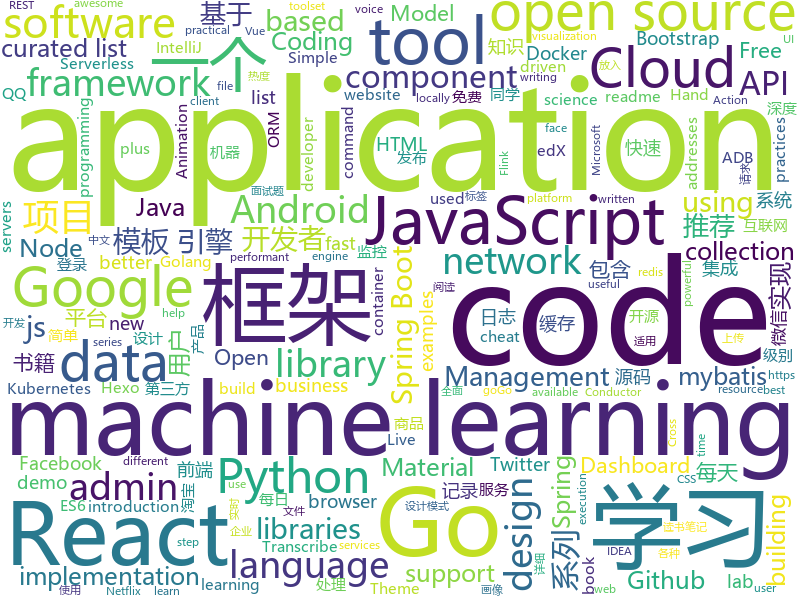 REST awesome practical Vue toolset visualization
software
IntelliJ
基于
voice
Model
Bootstrap
open source
curated list
Serverless
based
Coding
Docker
知识
Free
UI
一个
tool
Cloud
file
热度
Simple
driven
QQ
framework
component
API
writing
locally
放入
list
website
免费
同学
science
readme
Hand
Action
深度
programming
application
plus
Animation
机器
client
developer
ORM
command
HTML
发布
face
edX
Microsoft
快速
addresses
ADB
请求
practices
servers
项目
Java
面试题
Android
JavaScript
used
标签
using
推荐
platform
written
系统
互联网
Node
中文
模板
引擎
开发者
fast
监控
network
包含
collection
登录
better
Golang
performant
engine
container
Google
框架
code
js
平台
new
help
Spring Boot
examples
日志
缓存
cheat
开源
redis
powerful
集成
微信
实现
useful
开发
简单
设计
产品
用户
data
library
Open
阅读
适用
上传
级别
书籍
series
build
business
Management
源码
mybatis
https
Kubernetes
Hexo
第三方
全面
available
goGo
Conductor
resource
best
machine learning
Facebook
different
前端
Python
商品
Live
Material
Twitter
CSS
Cross
time
demo
淘宝
use
Dashboard
每天
admin
每日
browser
记录
服务
设计模式
execution
读书笔记
React
ES6
introduction
libraries
Go
design
系列
Spring
学习
building
Transcribe
book
IDEA
各种
implementation
企业
文件
language
support
Github
lab
step
services
使用
Netflix
learn
learning
处理
Theme
画像
详细
Flink
web
user